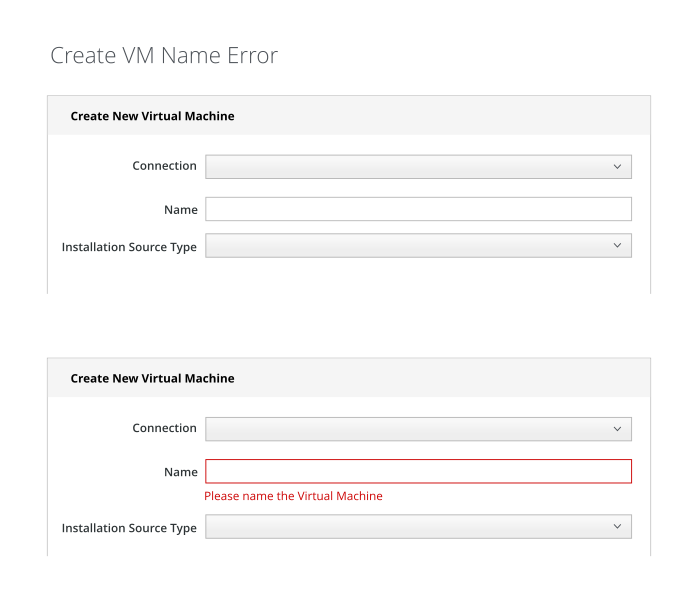 Create VM Name Error
Create New Virtual Machine
Connection
Name
Installation Source Type
Create New Virtual Machine
Connection
Name
Please name the Virtual Machine
Installation Source Type